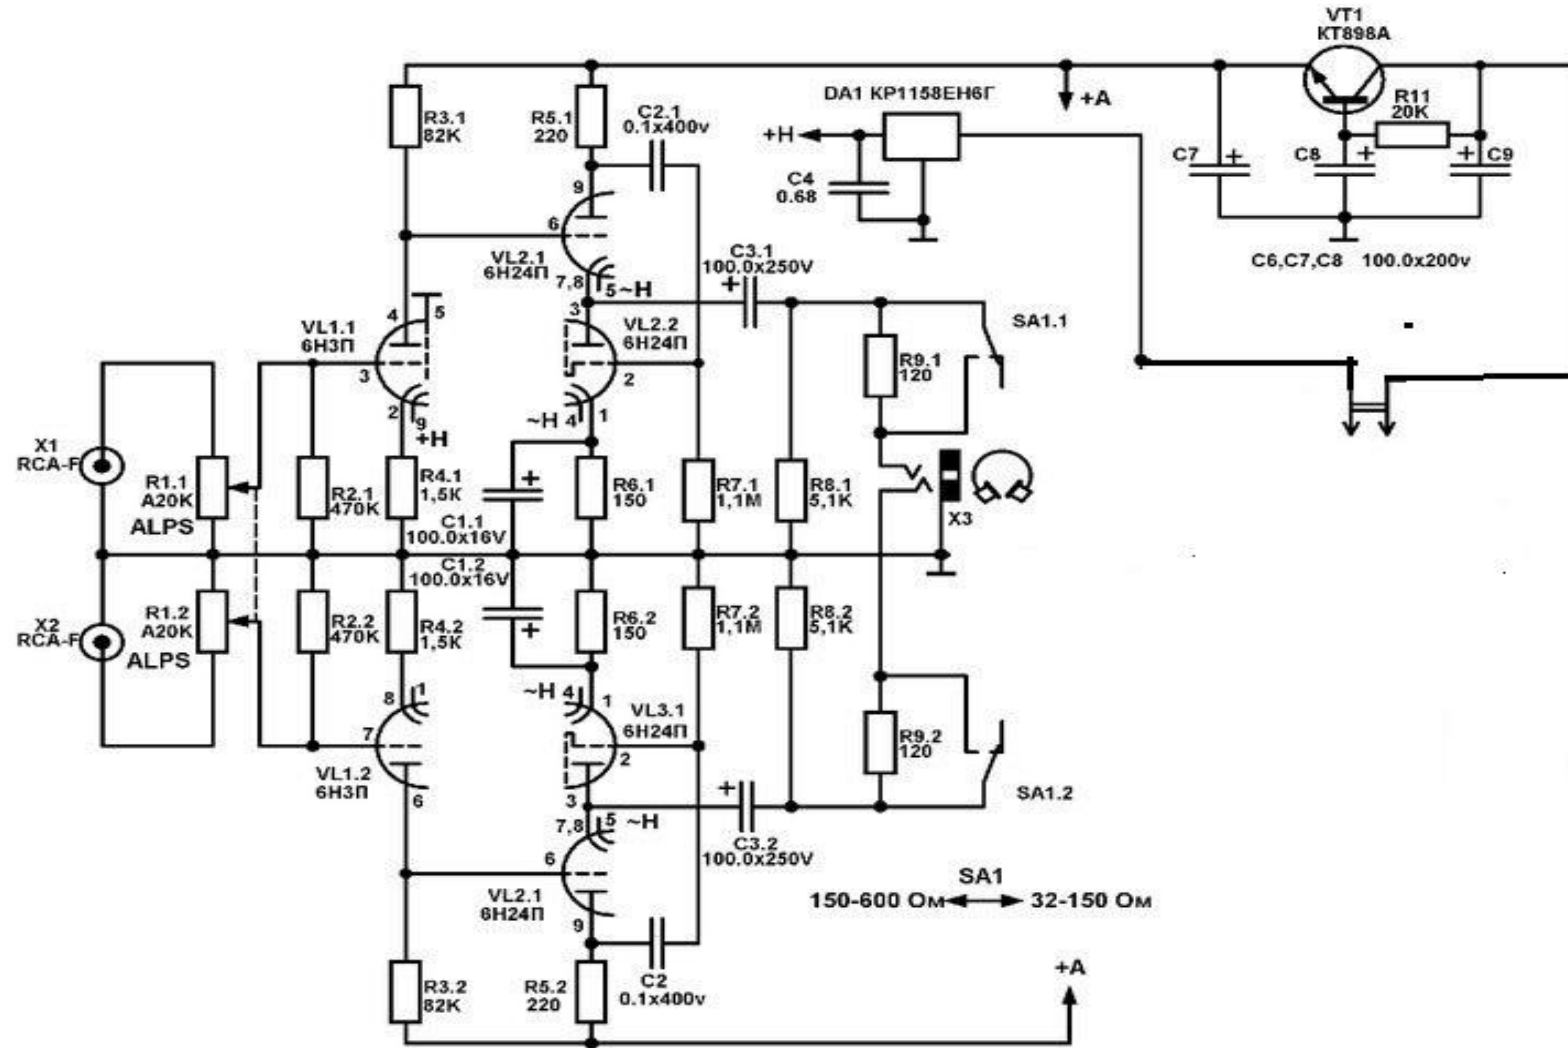 VT1
КТ898А
DA1 КР1158ЕН6Г
+A
R11
20K
R3.1
82K
R5.1
220
C2.1
0.1x400v
+H
C4
0.68
C7
+
C8
+
+
C9
9
6
VL2.1
6Н24П
7,8
5
~H
C3.1
100.0x250V
+
C6,C7,C8 100.0x200v
4
5
VL1.1
6Н3П
3
2
9
+H
3
VL2.2
6Н24П
2
~H
4
1
SA1.1
R9.1
120
X1
RCA-F
R1.1
A20K
ALPS
R2.1
470K
R4.1
1,5K
+
C1.1
100.0x16V
R6.1
150
R7.1
1,1M
R8.1
5,1K
X3
C1.2
100.0x16V
+
X2
RCA-F
R1.2
A20K
ALPS
R2.2
470K
R4.2
1,5K
R6.2
150
R7.2
1,1M
R8.2
5,1K
8
1
~H
4
1
7
VL1.2
6Н3П
6
VL3.1
6Н24П
2
3
R9.2
120
SA1.2
7,8
5
~H
+
C3.2
100.0x250V
6
VL2.1
6Н24П
9
SA1
150-600 Ом
32-150 Ом
R3.2
82K
R5.2
220
C2
0.1x400v
+A